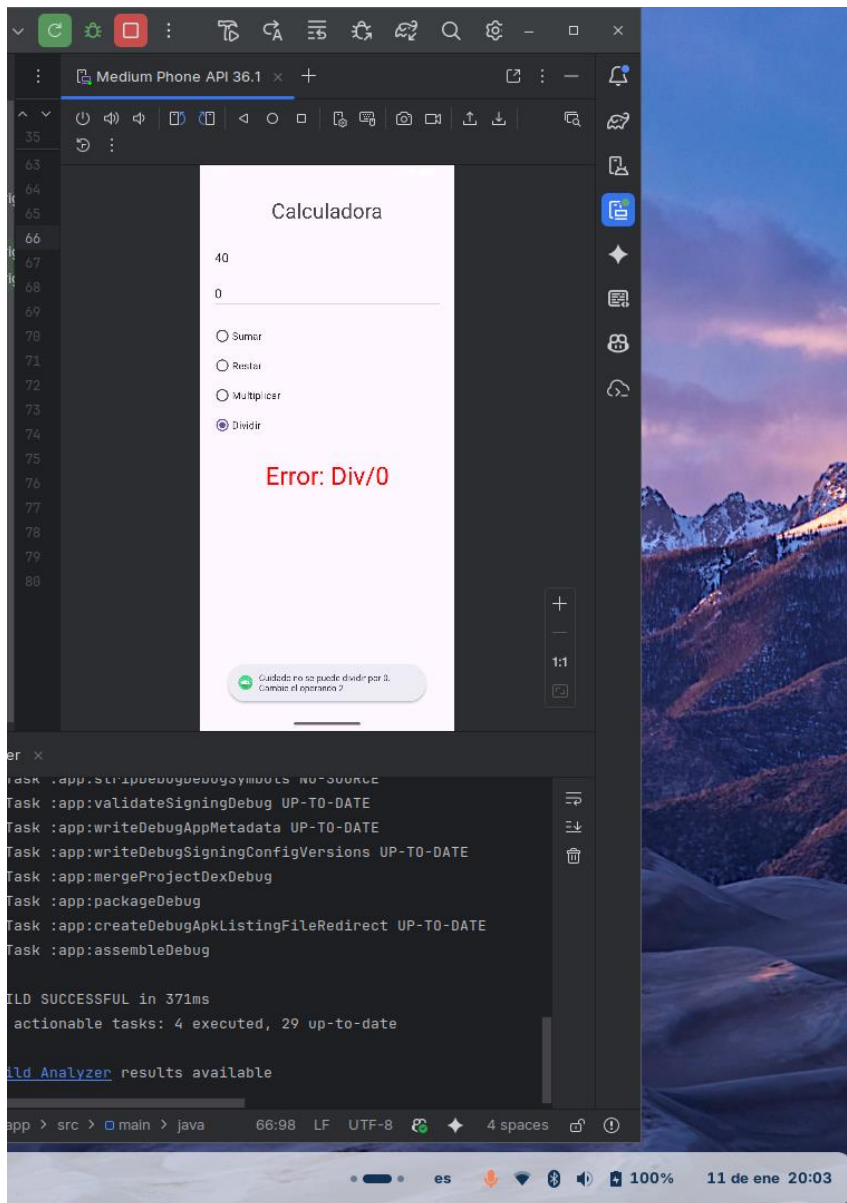 Medium Phone API 36.1
35
63
64
65
66
67
68
69
70
71
72
73
74
75
76
77
78
79
80
Calculadora
40
0
Sumar
Restar
Multiplicar
Dividir
Error: Div/0
Cuidado no se puede dividir por 0.
Cambie el operando 2
1:1
er
Task :app:stripDebugDebugSymbols NO-SOURCE
Task :app:validateSigningDebug UP-TO-DATE
Task :app:writeDebugAppMetadata UP-TO-DATE
Task :app:writeDebugSigningConfigVersions UP-TO-DATE
Task :app:mergeProjectDexDebug
Task :app:packageDebug
Task :app:createDebugApkListingFileRedirect UP-TO-DATE
Task :app:assembleDebug
ILD SUCCESSFUL in 371ms
actionable tasks: 4 executed, 29 up-to-date
ild Analyzer results available
app > src > main > java 66:98 LF UTF-8 4 spaces
es 100% 11 de ene 20:03